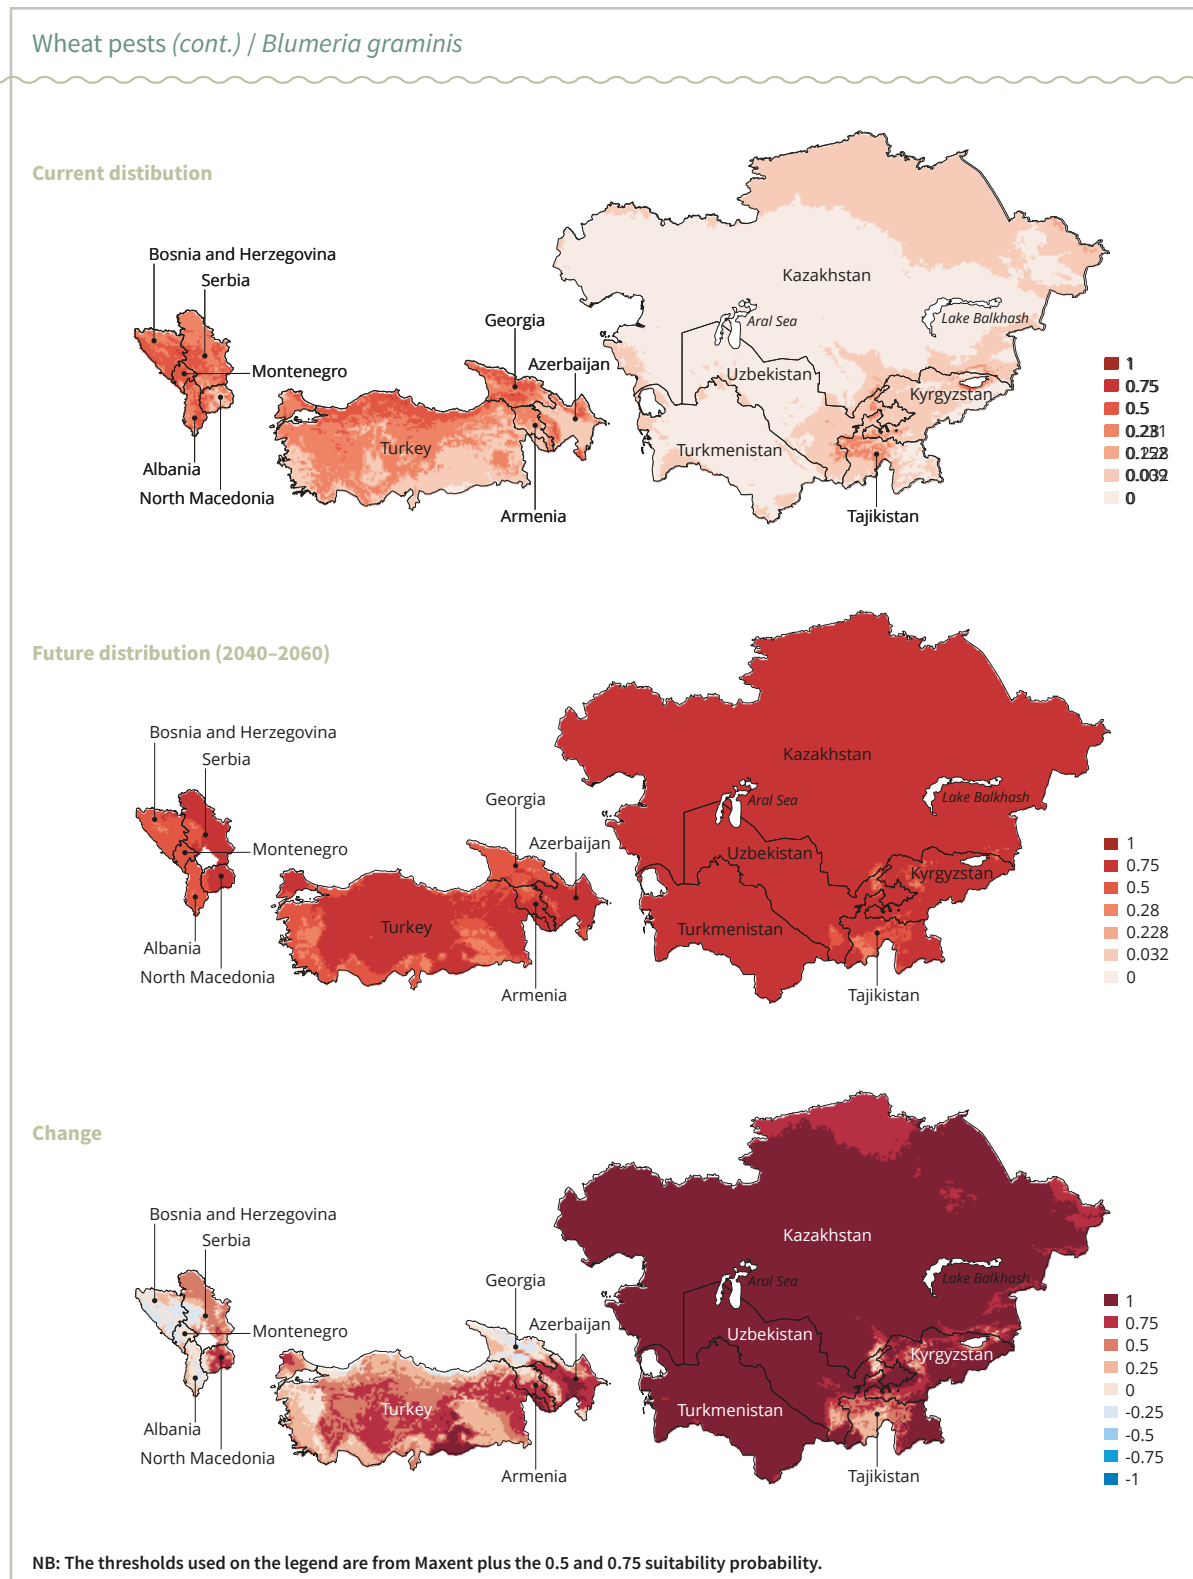 Wheat pests (cont.) / Blumeria graminis
Current distibution
Bosnia and Herzegovina
Serbia
Montenegro
Albania
North Macedonia
Georgia
Azerbaijan
Turkey
Armenia
Kazakhstan
Aral Sea
Lake Balkhash
Uzbekistan
Kyrgyzstan
Turkmenistan
Tajikistan
1
0.75
0.5
0
Future distribution (2040–2060)
Bosnia and Herzegovina
Serbia
Montenegro
Albania
North Macedonia
Georgia
Azerbaijan
Turkey
Armenia
Kazakhstan
Aral Sea
Lake Balkhash
Uzbekistan
Kyrgyzstan
Turkmenistan
Tajikistan
1
0.75
0.5
0.28
0.228
0.032
0
Change
Bosnia and Herzegovina
Serbia
Montenegro
Albania
North Macedonia
Georgia
Azerbaijan
Turkey
Armenia
Kazakhstan
Aral Sea
Lake Balkhash
Uzbekistan
Kyrgyzstan
Turkmenistan
Tajikistan
1
0.75
0.5
0.25
0
-0.25
-0.5
-0.75
-1
NB: The thresholds used on the legend are from Maxent plus the 0.5 and 0.75 suitability probability.